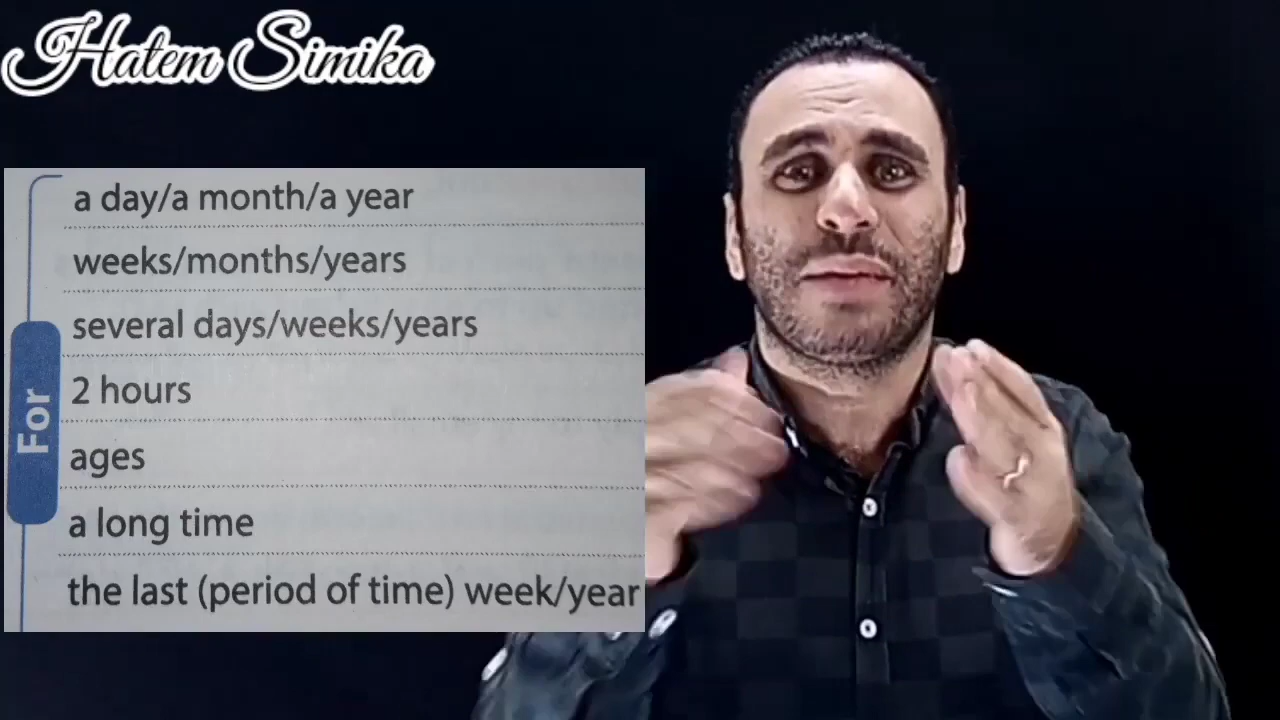 Hatem Simika
a day/a month/a year
weeks/months/years
several days/weeks/years
For
2 hours
ages
a long time
the last (period of time) week/year